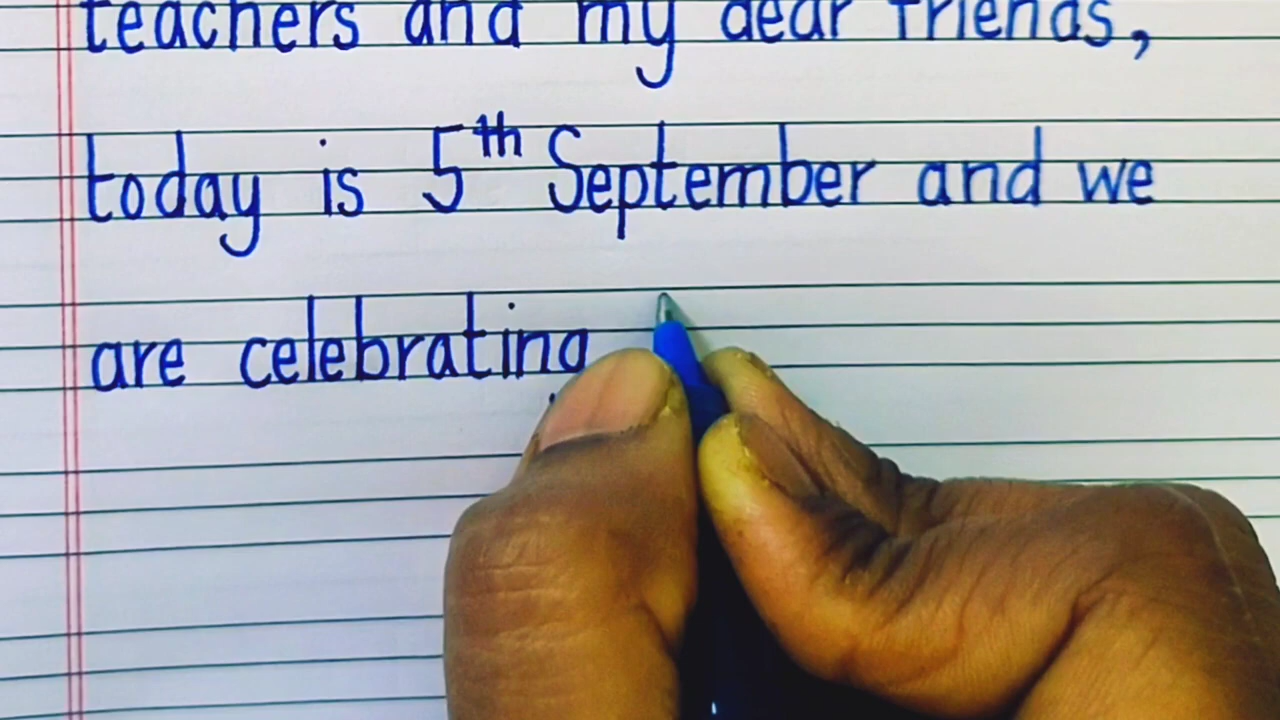 teachers and my dear friends,
today is 5th September and we
are celebrating